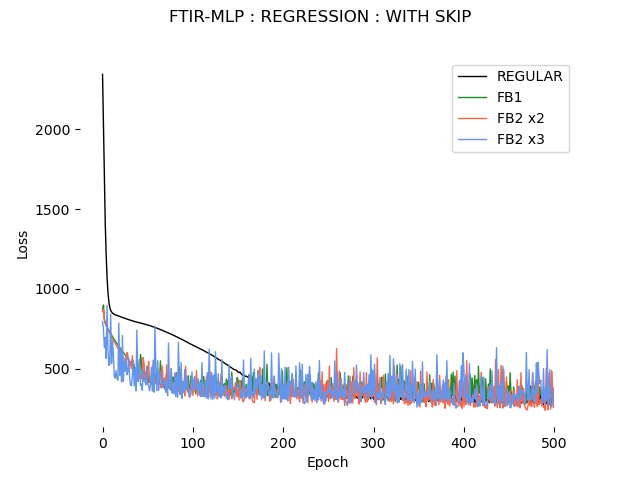 FTIR-MLP : REGRESSION : WITH SKIP
REGULAR
FB1
FB2 x2
FB2 x3
2000
1500
1000
500
Loss
0
100
200
300
400
500
Epoch